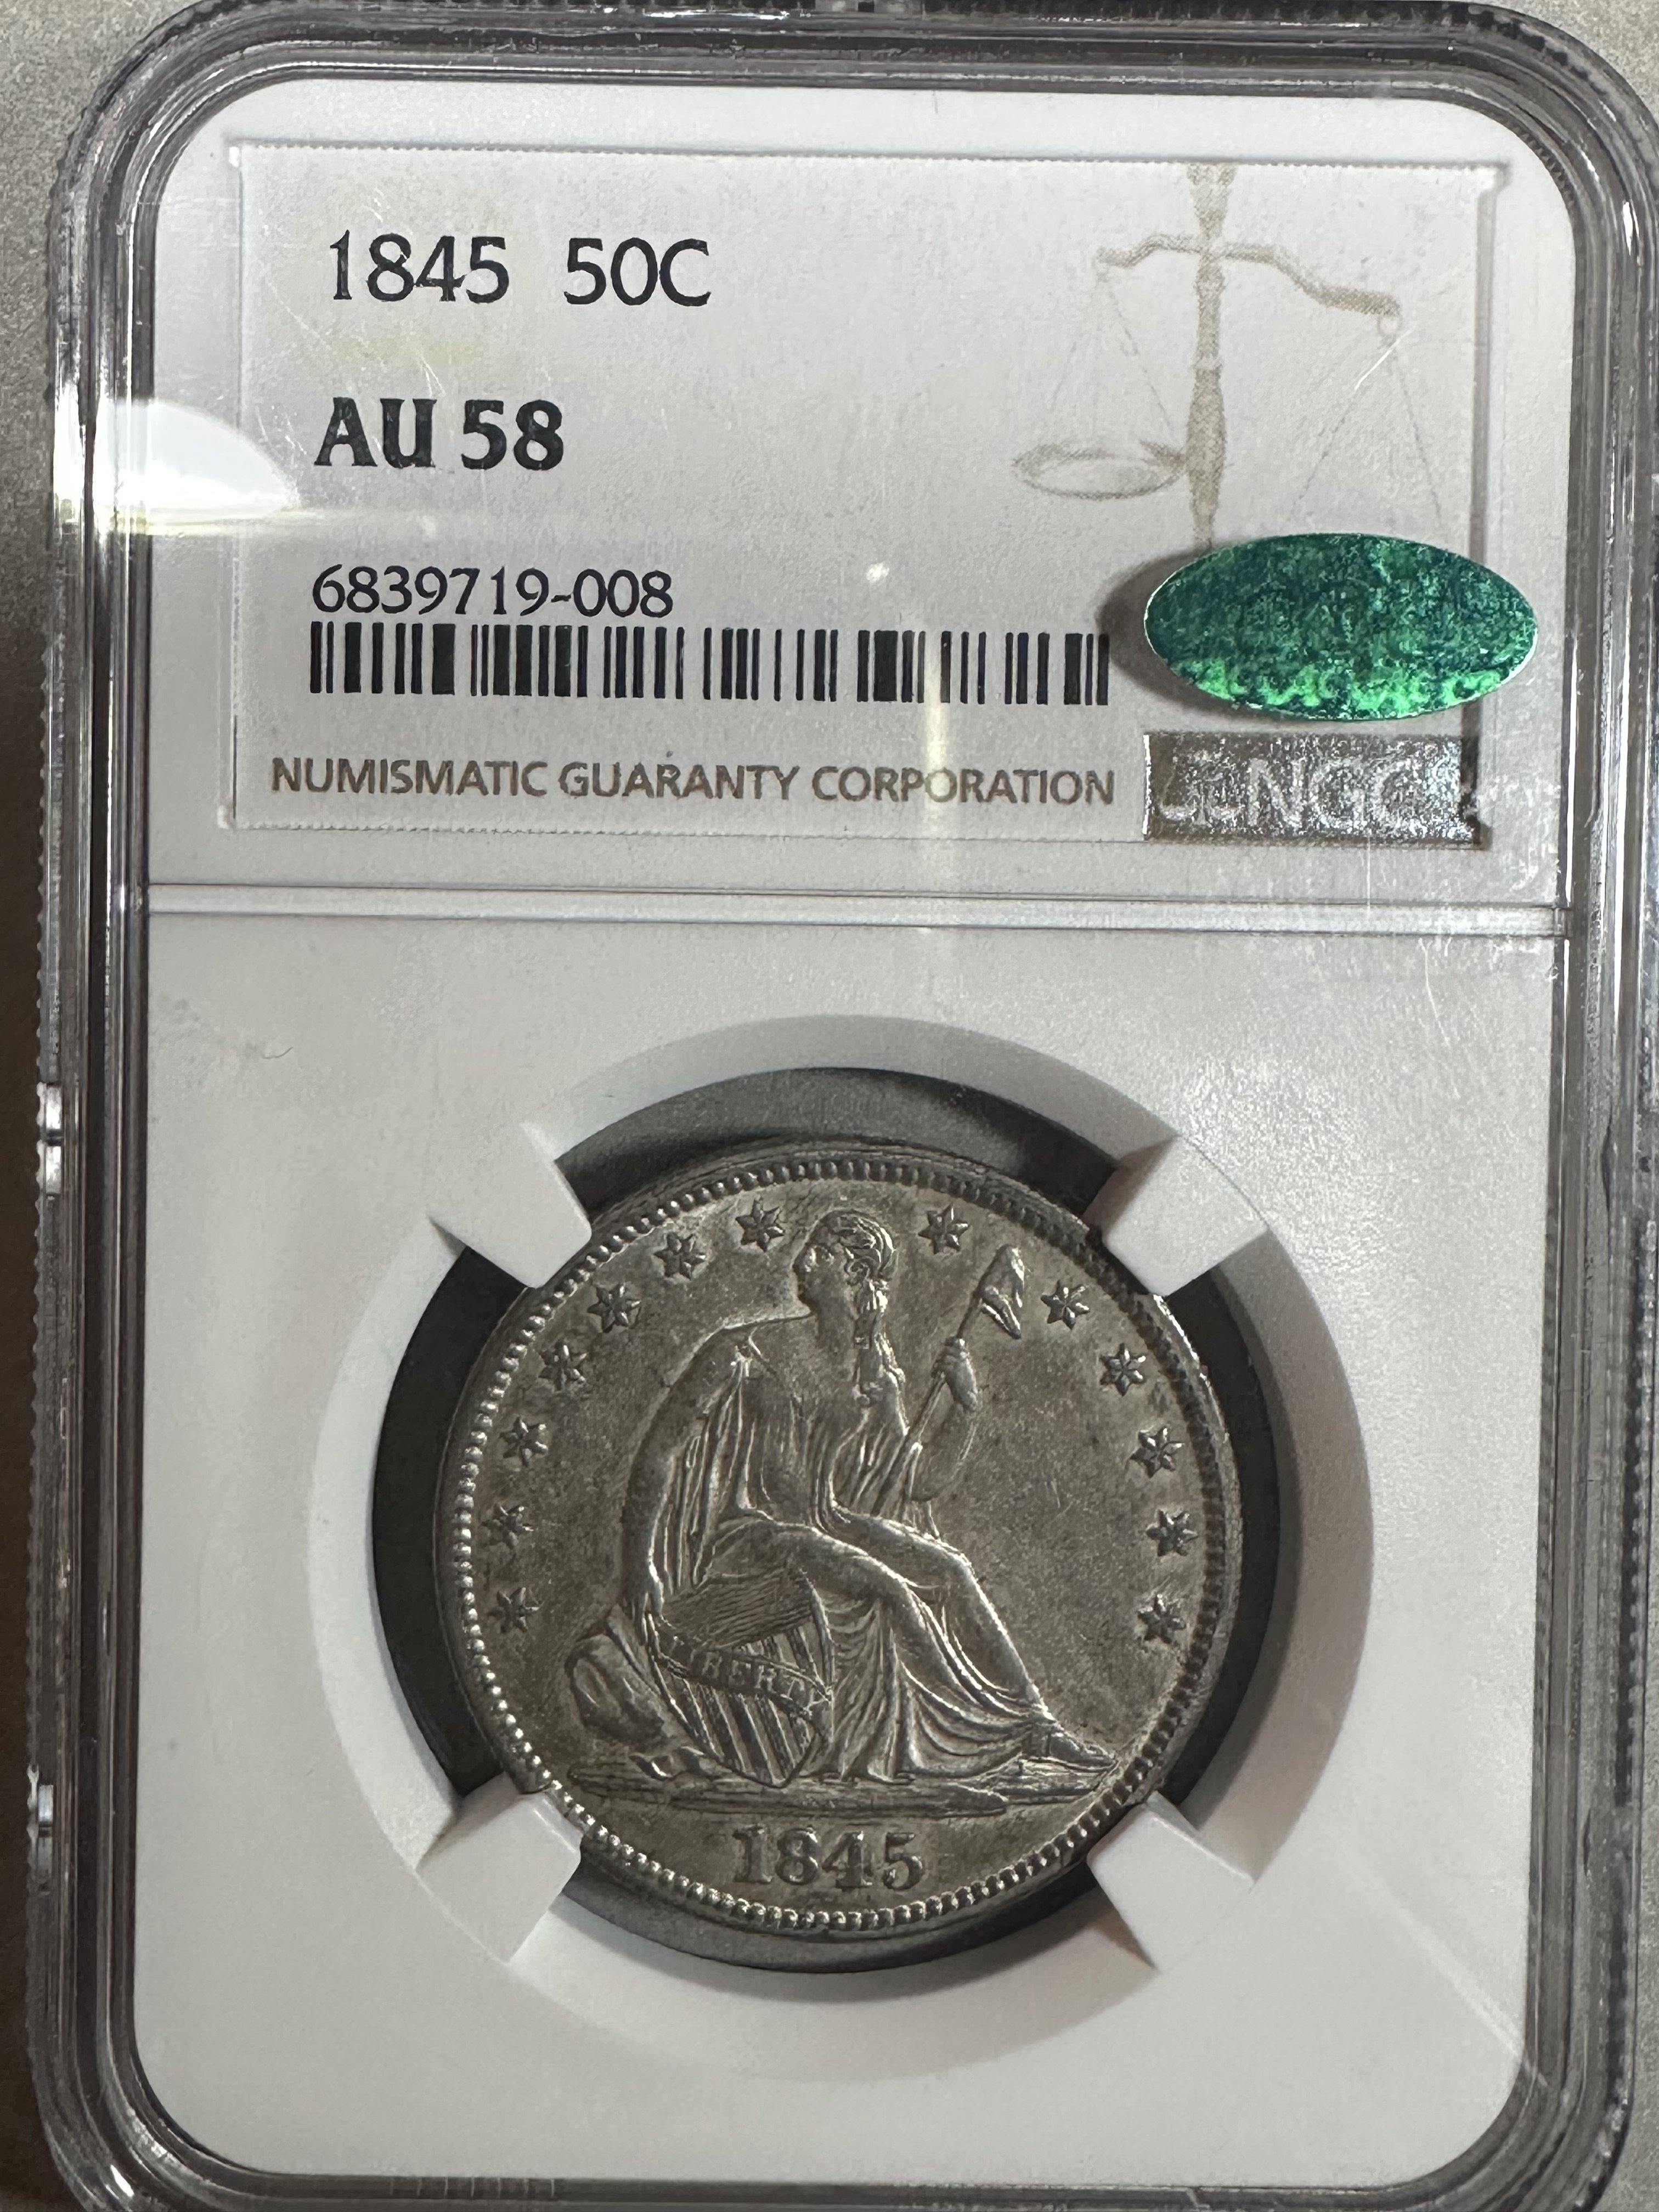 1845 50C
AU 58
6839719-008
NUMISMATIC GUARANTY CORPORATION
NGC
LIBERTY
1845